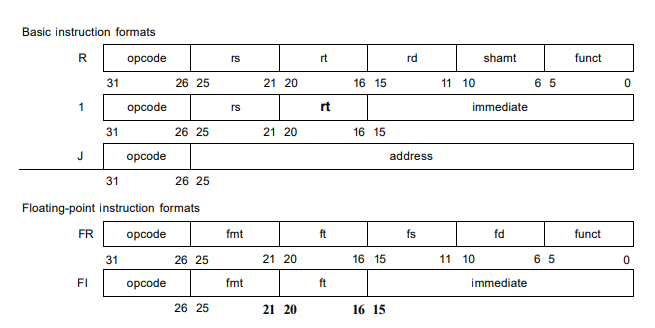 Basic instruction formats
R opcode rs rt rd shamt funct
31 26 25 21 20 16 15 11 10 6 5 0
1 opcode rs rt immediate
31 26 25 21 20 16 15
J opcode address
31 26 25
Floating-point instruction formats
FR opcode fmt ft fs fd funct
31 26 25 21 20 16 15 11 10 6 5 0
FI opcode fmt ft immediate
26 25 21 20 16 15